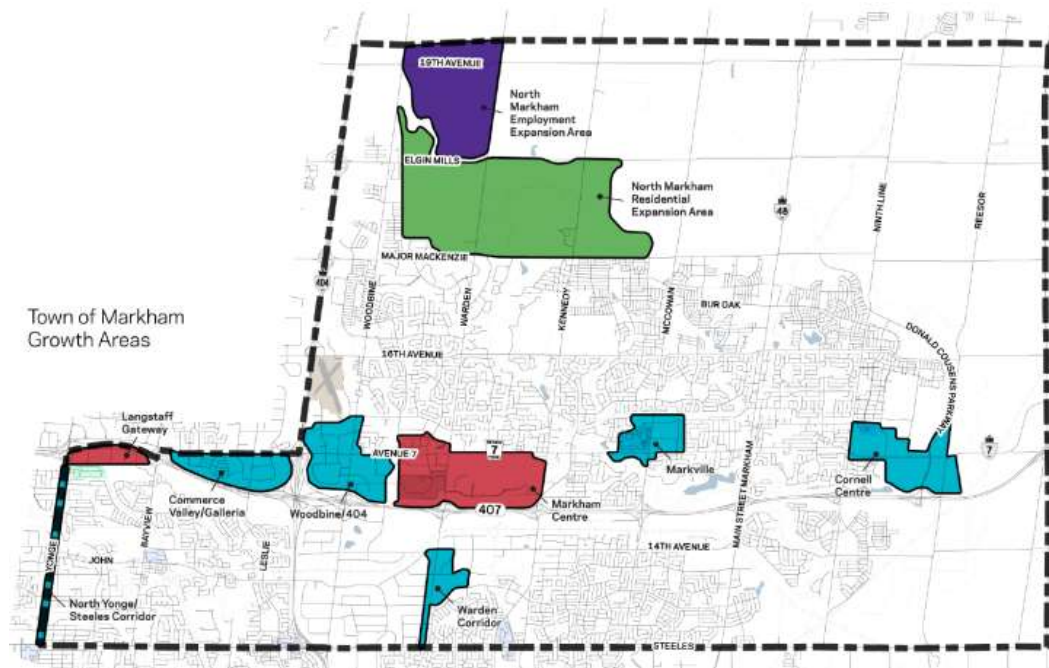 19TH AVENUE
North
Markham
Employment
Expansion Area
ELGIN MILLS
North Markham
Residential
Expansion Area
48
NINTH LINE
REESOR
MAJOR MACKENZIE
404
WOODBINE
WARDEN
KENNEDY
MCCOWAN
BUR OAK
Town of Markham
Growth Areas
16TH AVENUE
DONALD COUSENS PARKWAY
Langstaff
Gateway
AVENUE 7
7
Markville
7
Commerce
Valley/Galleria
Woodbine/404
407
Markham
Centre
MAIN STREET MARKHAM
Cornell
Centre
YONGE
BAYVIEW
JOHN
LESLIE
14TH AVENUE
North Yonge/
Steeles Corridor
Warden
Corridor
STEELES